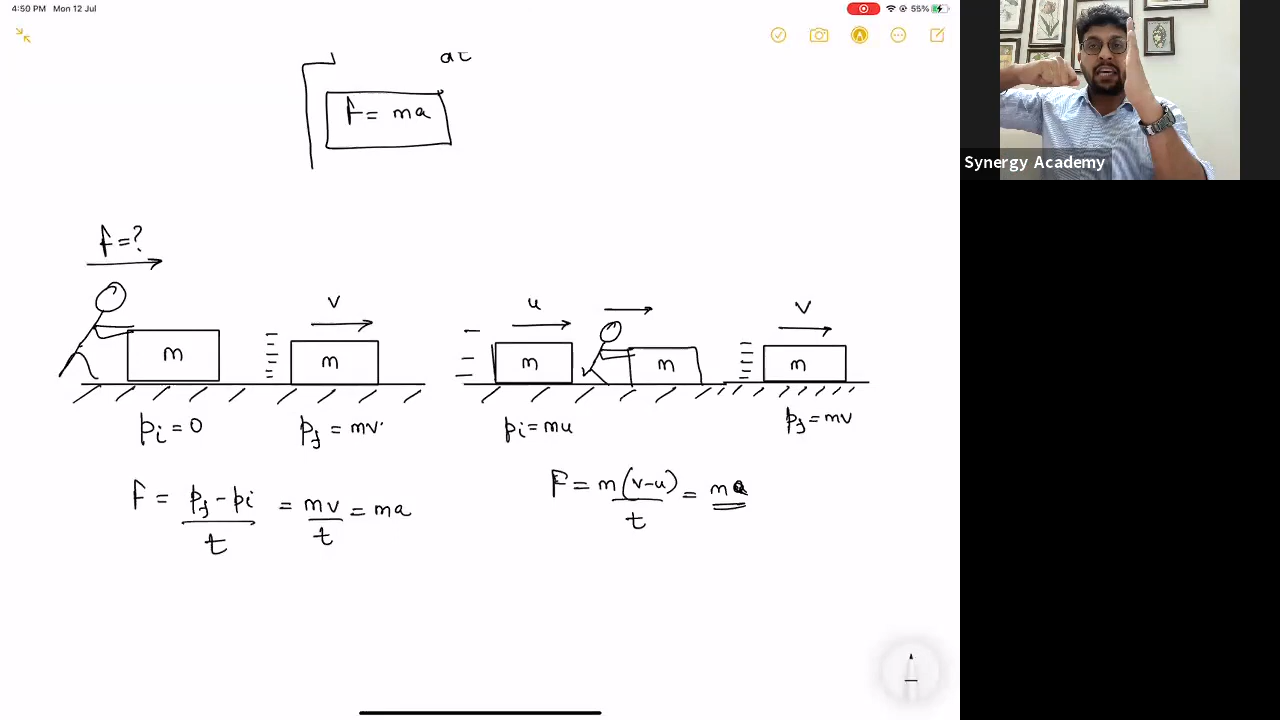 4:50 PM Mon 12 Jul
55%
F = ma
Synergy Academy
F = ?
v
u
v
m
m
m
m
m
pi = 0
pf = mv
pi = mu
pf = mv
F = pf - pi / t = mv / t = ma
F = m(v-u) / t = ma